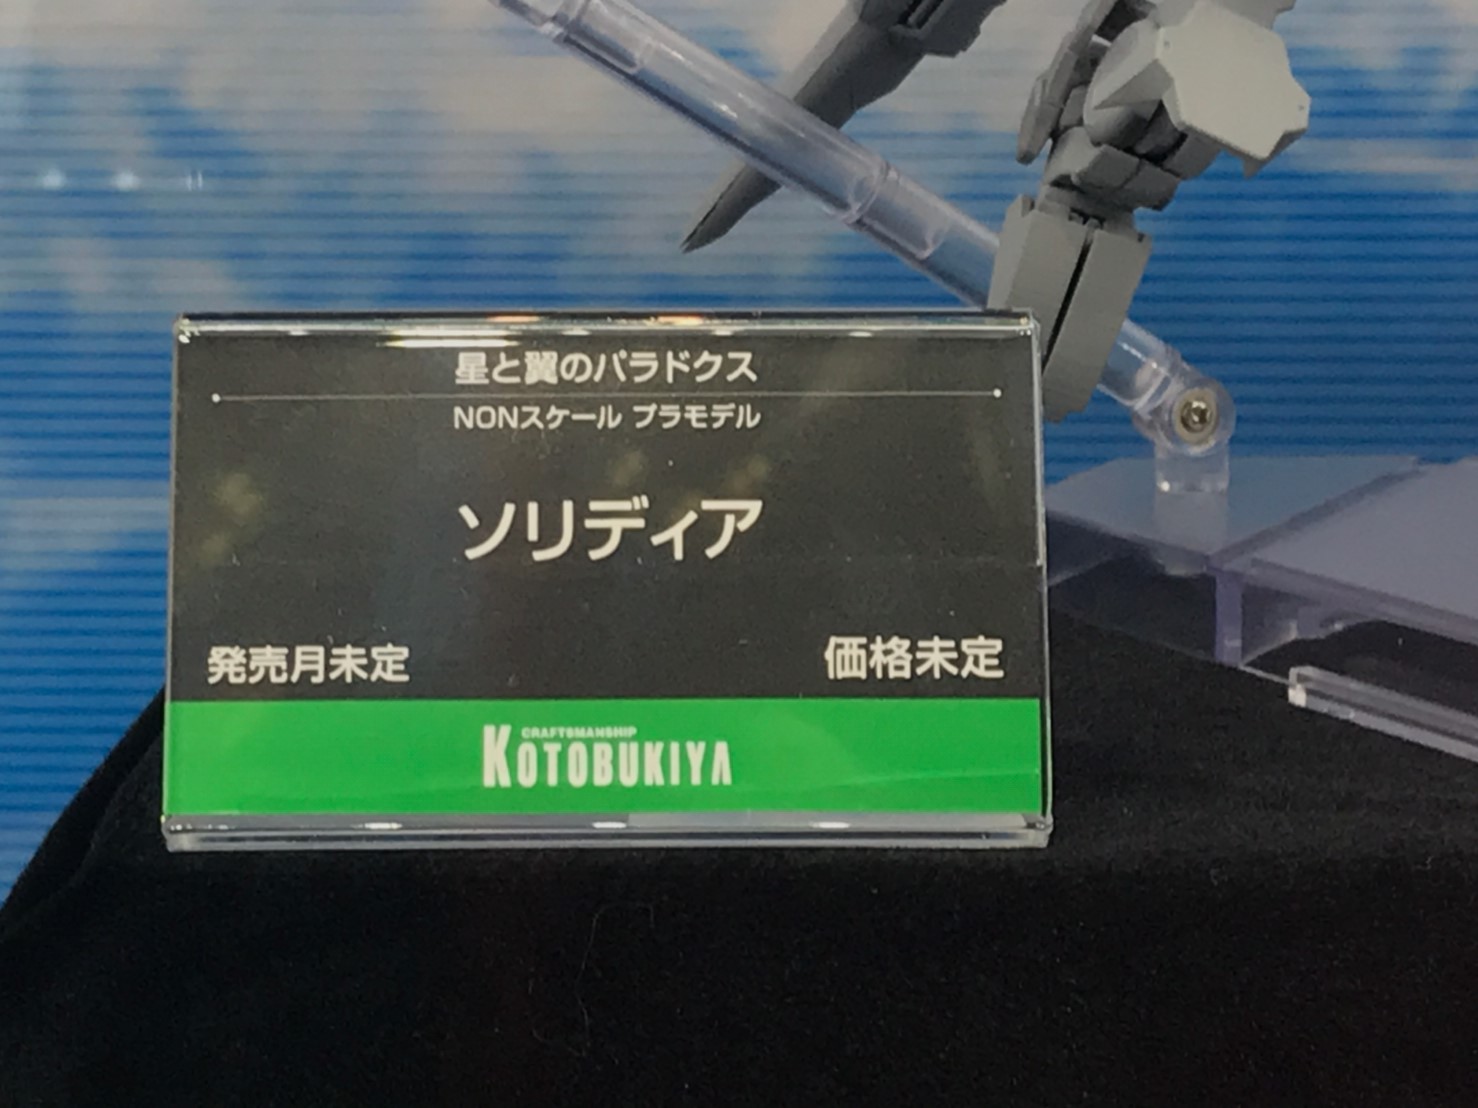 星と翼のパラドクス
NONスケール プラモデル
ソリディア
発売月未定
価格未定
CRAFTSMANSHIP
KOTOBUKIYA